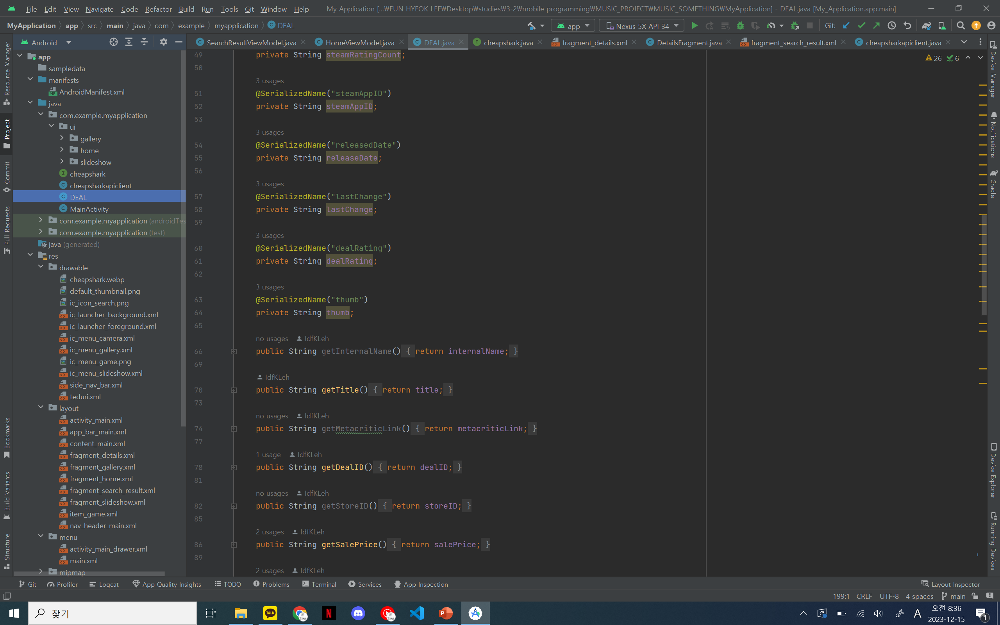 File Edit View Navigate Code Refactor Build Run Tools Git Window Help My Application [...₩EUN HYEOK LEE₩Desktop₩studies₩3-2₩mobile programming₩MUSIC_PROJECT₩MUSIC_SOMETHING₩MyApplication] - DEAL.java [My_Application.app.main]
MyApplication app src main java com example myapplication DEAL app Nexus 5X API 34 Git:
Android SearchResultViewModel.java HomeViewModel.java DEAL.java cheapshark.java fragment_details.xml DetailsFragment.java fragment_search_result.xml cheapsharkapiclient.java
Resource Manager
Project
Commit
Pull Requests
Bookmarks
Build Variants
Structure
app
sampledata
manifests
AndroidManifest.xml
java
com.example.myapplication
ui
gallery
home
slideshow
cheapshark
cheapsharkapiclient
DEAL
MainActivity
com.example.myapplication (androidTes
com.example.myapplication (test)
java (generated)
res
drawable
cheapshark.webp
default_thumbnail.png
ic_icon_search.png
ic_launcher_background.xml
ic_launcher_foreground.xml
ic_menu_camera.xml
ic_menu_gallery.xml
ic_menu_game.png
ic_menu_slideshow.xml
side_nav_bar.xml
teduri.xml
layout
activity_main.xml
app_bar_main.xml
content_main.xml
fragment_details.xml
fragment_gallery.xml
fragment_home.xml
fragment_search_result.xml
fragment_slideshow.xml
item_game.xml
nav_header_main.xml
menu
activity_main_drawer.xml
main.xml
mipmap
49 private String steamRatingCount;
50
3 usages
51 @SerializedName("steamAppID")
52 private String steamAppID;
53
3 usages
54 @SerializedName("releasedDate")
55 private String releaseDate;
56
3 usages
57 @SerializedName("lastChange")
58 private String lastChange;
59
3 usages
60 @SerializedName("dealRating")
61 private String dealRating;
62
3 usages
63 @SerializedName("thumb")
64 private String thumb;
65
no usages IdfKLeh
66 public String getInternalName() { return internalName; }
69
IdfKLeh
70 public String getTitle() { return title; }
73
no usages IdfKLeh
74 public String getMetacriticLink() { return metacriticLink; }
77
1 usage IdfKLeh
78 public String getDealID() { return dealID; }
81
no usages IdfKLeh
82 public String getStoreID() { return storeID; }
85
2 usages IdfKLeh
86 public String getSalePrice() { return salePrice; }
89
2 usages IdfKLeh
26 6
Device Manager
Notifications
Gradle
Device Explorer
Running Devices
Git Profiler Logcat App Quality Insights TODO Problems Terminal Services App Inspection Layout Inspector
199:1 CRLF UTF-8 4 spaces main
찾기
TALK
N
P
A
오전 8:36
2023-12-15
1